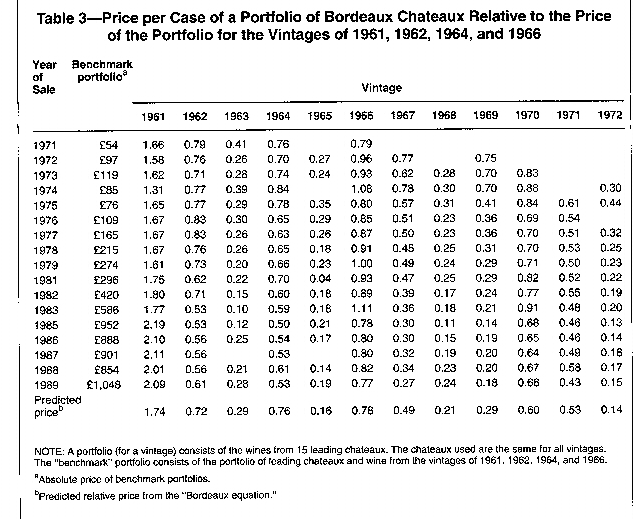 Table 3—Price per Case of a Portfolio of Bordeaux Chateaux Relative to the Price
of the Portfolio for the Vintages of 1961, 1962, 1964, and 1966
Year of Sale Benchmark portfolioᵃ Vintage
1961 1962 1963 1964 1965 1966 1967 1968 1969 1970 1971 1972
1971 £54 1.66 0.79 0.41 0.76 0.79
1972 £97 1.58 0.76 0.26 0.70 0.27 0.96 0.77 0.75
1973 £119 1.62 0.71 0.28 0.74 0.24 0.93 0.62 0.28 0.70 0.83
1974 £85 1.31 0.77 0.39 0.84 1.08 0.78 0.30 0.70 0.88 0.30
1975 £76 1.65 0.77 0.29 0.78 0.35 0.80 0.57 0.31 0.41 0.84 0.61 0.44
1976 £109 1.67 0.83 0.30 0.65 0.29 0.85 0.51 0.23 0.36 0.69 0.54
1977 £165 1.67 0.83 0.26 0.63 0.26 0.87 0.50 0.23 0.36 0.70 0.51 0.32
1978 £215 1.67 0.76 0.26 0.65 0.18 0.91 0.45 0.25 0.31 0.70 0.53 0.25
1979 £274 1.61 0.73 0.20 0.66 0.23 1.00 0.49 0.24 0.29 0.71 0.50 0.23
1981 £296 1.75 0.62 0.22 0.70 0.04 0.93 0.47 0.25 0.29 0.82 0.52 0.22
1982 £420 1.80 0.71 0.15 0.60 0.18 0.89 0.39 0.17 0.24 0.77 0.55 0.19
1983 £586 1.77 0.53 0.10 0.59 0.18 1.11 0.36 0.18 0.21 0.91 0.48 0.20
1985 £952 2.19 0.53 0.12 0.50 0.21 0.78 0.30 0.11 0.14 0.68 0.46 0.13
1986 £888 2.10 0.56 0.25 0.54 0.17 0.80 0.30 0.15 0.19 0.65 0.46 0.14
1987 £901 2.11 0.56 0.53 0.80 0.32 0.19 0.20 0.64 0.49 0.16
1988 £854 2.01 0.56 0.21 0.61 0.14 0.82 0.34 0.23 0.20 0.67 0.58 0.17
1989 £1,048 2.09 0.61 0.28 0.53 0.19 0.77 0.27 0.24 0.18 0.66 0.43 0.15
Predicted
priceᵇ 1.74 0.72 0.29 0.76 0.16 0.78 0.49 0.21 0.29 0.60 0.53 0.14
NOTE: A portfolio (for a vintage) consists of the wines from 15 leading chateaux. The chateaux used are the same for all vintages.
The "benchmark" portfolio consists of the portfolio of leading chateaux and wine from the vintages of 1961, 1962, 1964, and 1966.
ᵃAbsolute price of benchmark portfolios.
ᵇPredicted relative price from the "Bordeaux equation."